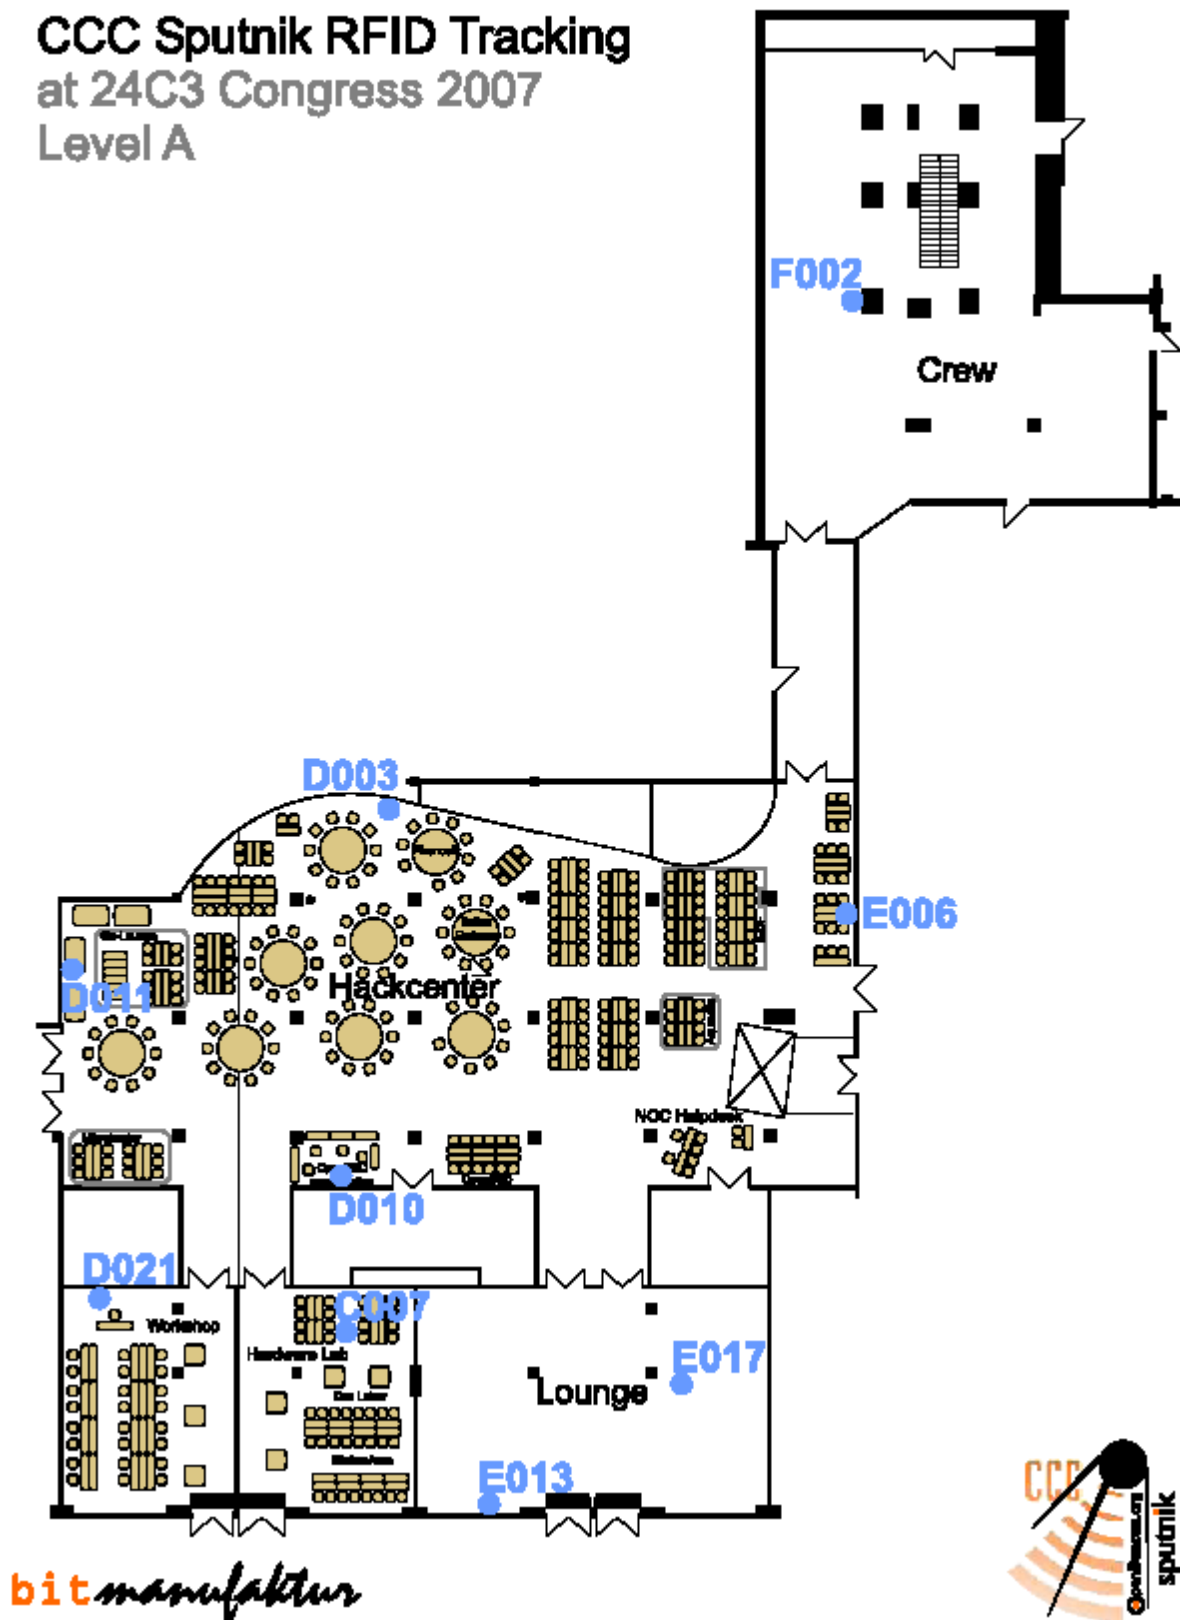 CCC Sputnik RFID Tracking
at 24C3 Congress 2007
Level A
F002
Crew
D003
E006
D011
Hackcenter
NOC Helpdesk
D010
D021
Workshop
C007
Hardware Lab
E017
Lounge
E013
CCC
sputnik
bitmanufaktur